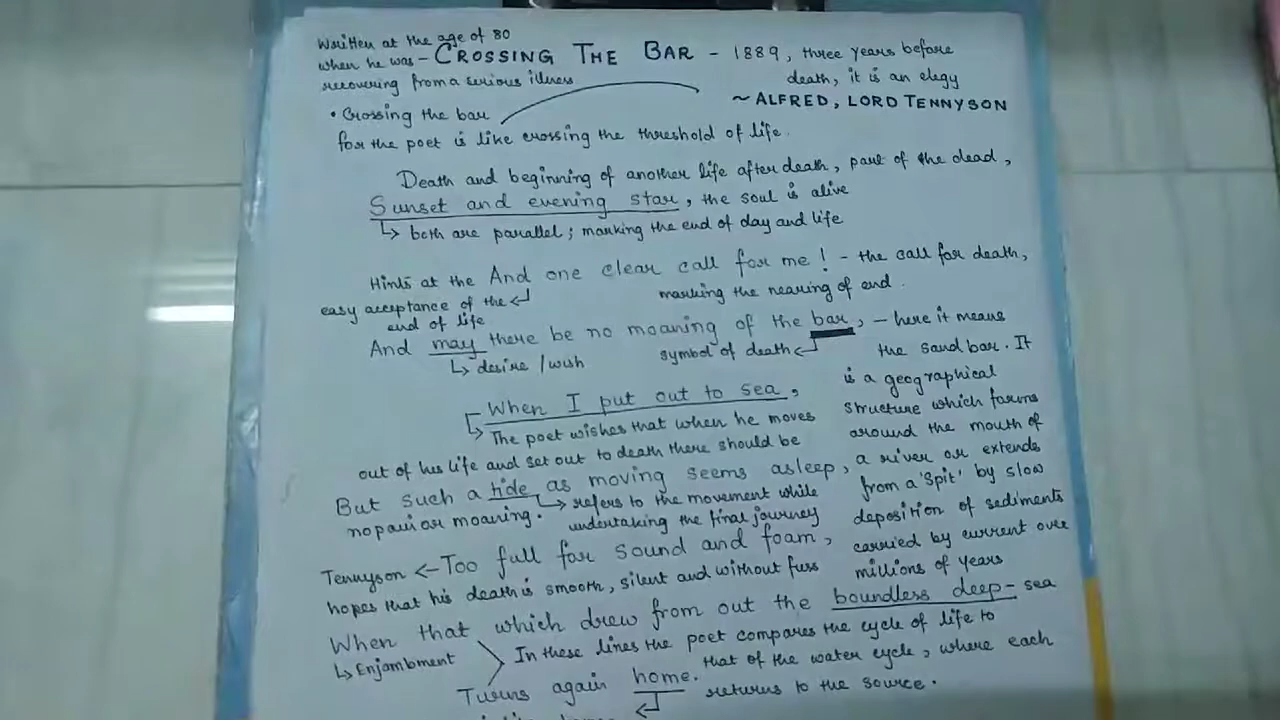 Written at the age of 80
when he was – CROSSING THE BAR – 1889, three years before
recovering from a serious illness death, it is an elegy
~ ALFRED, LORD TENNYSON
• Crossing the bar
for the poet is like crossing the threshold of life.
Death and beginning of another life after death, part of the dead,
Sunset and evening star, the soul is alive
↳ both are parallel; marking the end of day and life
Hints at the And one clear call for me! – the call for death,
easy acceptance of the ↵ marking the nearing of end.
end of life
And may there be no moaning of the bar, – here it means
↳ desire / wish symbol of death ↵ the sand bar. It
is a geographical
When I put out to sea, structure which forms
↳ The poet wishes that when he moves around the mouth of
out of his life and set out to death there should be a river or extends
But such a tide as moving seems asleep, from a 'spit' by slow
no pain or moaning. ↳ refers to the movement while deposition of sediments
undertaking the final journey carried by current over
Tennyson ← Too full for sound and foam, millions of years
hopes that his death is smooth, silent and without fuss
When that which drew from out the boundless deep – sea
↳ Enjambment In these lines the poet compares the cycle of life to
Turns again home. that of the water cycle, where each
returns to the source.